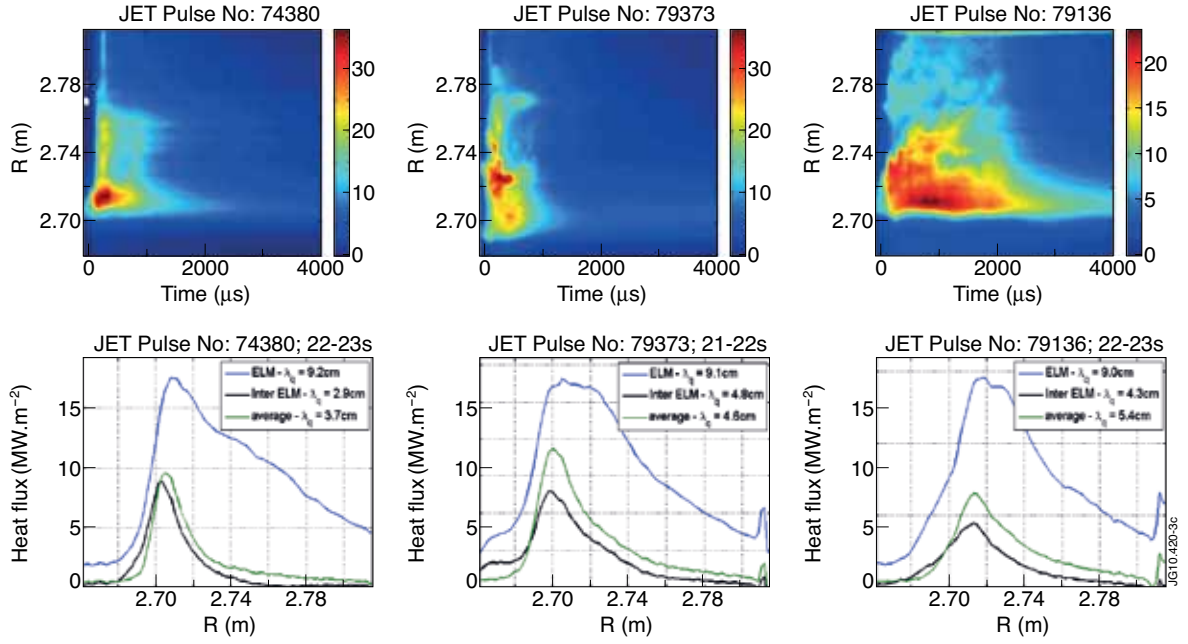 JET Pulse No: 74380
JET Pulse No: 79373
JET Pulse No: 79136
R (m)
2.78
2.74
2.70
0
2000
4000
Time (μs)
30
20
10
0
R (m)
2.78
2.74
2.70
0
2000
4000
Time (μs)
30
20
10
0
R (m)
2.78
2.74
2.70
0
2000
4000
Time (μs)
20
15
10
5
0
JET Pulse No: 74380; 22-23s
ELM - λq = 9.2cm
Inter ELM - λq = 2.9cm
average - λq = 3.7cm
Heat flux (MW.m−2)
15
10
5
0
2.70
2.74
2.78
R (m)
JET Pulse No: 79373; 21-22s
ELM - λq = 9.1cm
Inter ELM - λq = 4.8cm
average - λq = 4.6cm
Heat flux (MW.m−2)
15
10
5
0
2.70
2.74
2.78
R (m)
JET Pulse No: 79136; 22-23s
ELM - λq = 9.0cm
Inter ELM - λq = 4.3cm
average - λq = 5.4cm
Heat flux (MW.m−2)
15
10
5
0
2.70
2.74
2.78
R (m)
JG10.420-3c